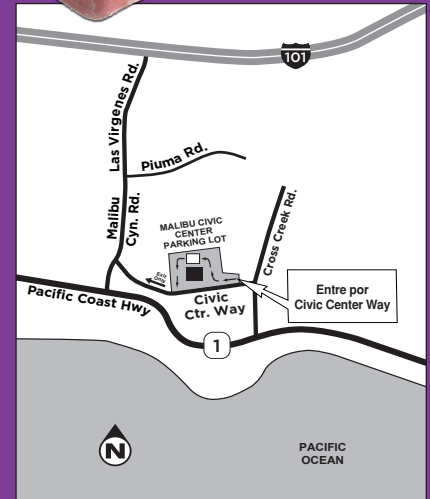 101
Las Virgenes Rd.
Piuma Rd.
Malibu
Cyn. Rd.
MALIBU CIVIC
CENTER
PARKING LOT
Cross Creek Rd.
Exit
Only
Entre por
Civic Center Way
Civic
Ctr. Way
Pacific Coast Hwy
1
N
PACIFIC
OCEAN